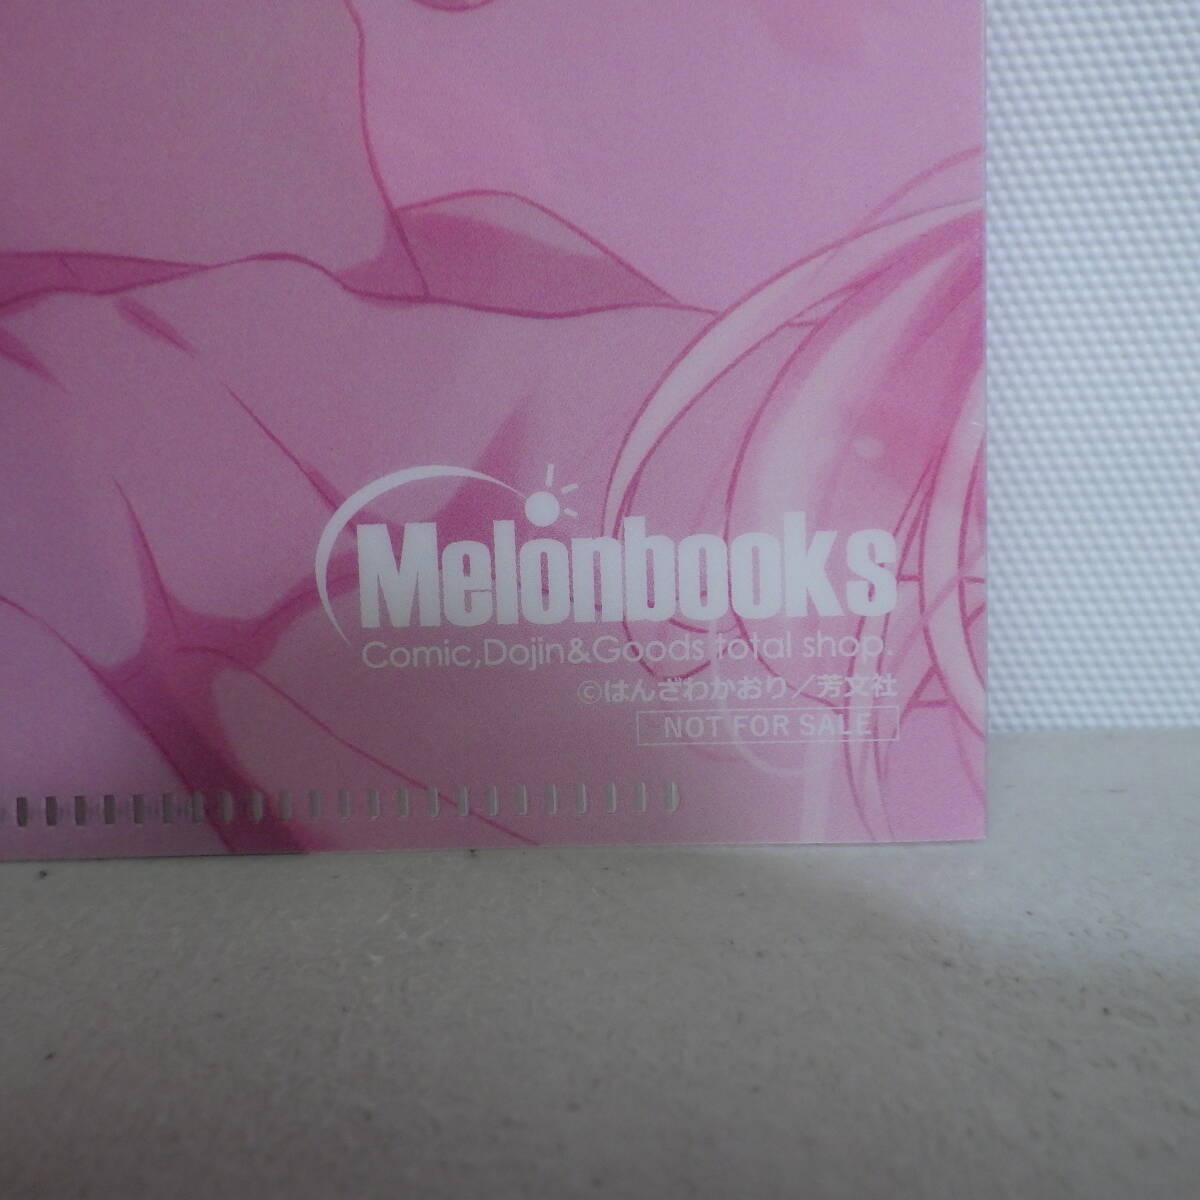 Melonbooks
Comic,Dojin&Goods total shop.
©はんざわかおり／芳文社
NOT FOR SALE